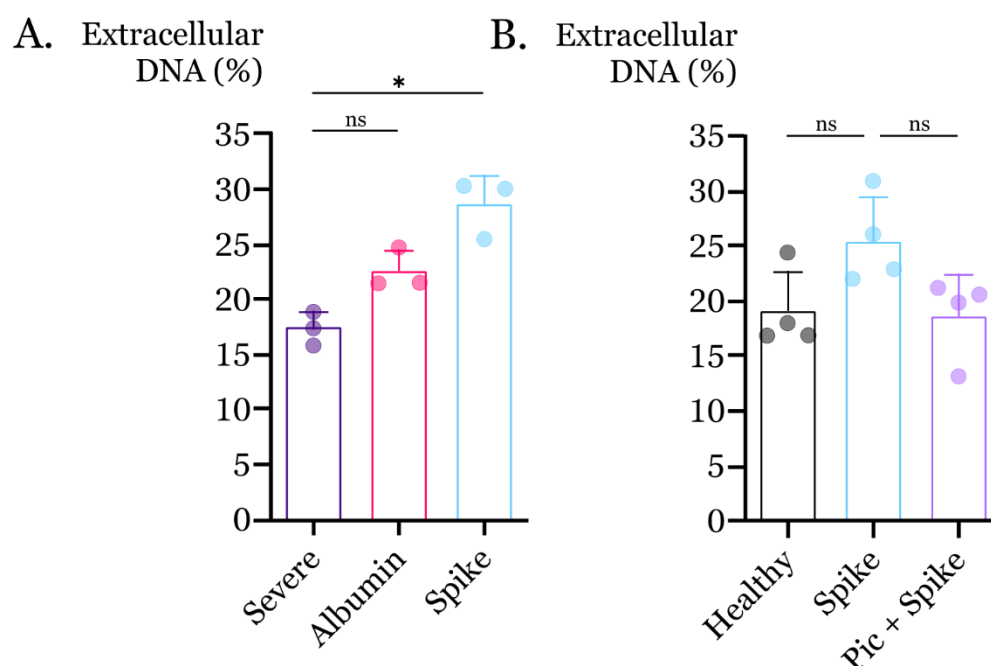 A. Extracellular
DNA (%)
*
ns
35
30
25
20
15
10
5
0
Severe
Albumin
Spike
B. Extracellular
DNA (%)
ns
ns
35
30
25
20
15
10
5
0
Healthy
Spike
Pic + Spike